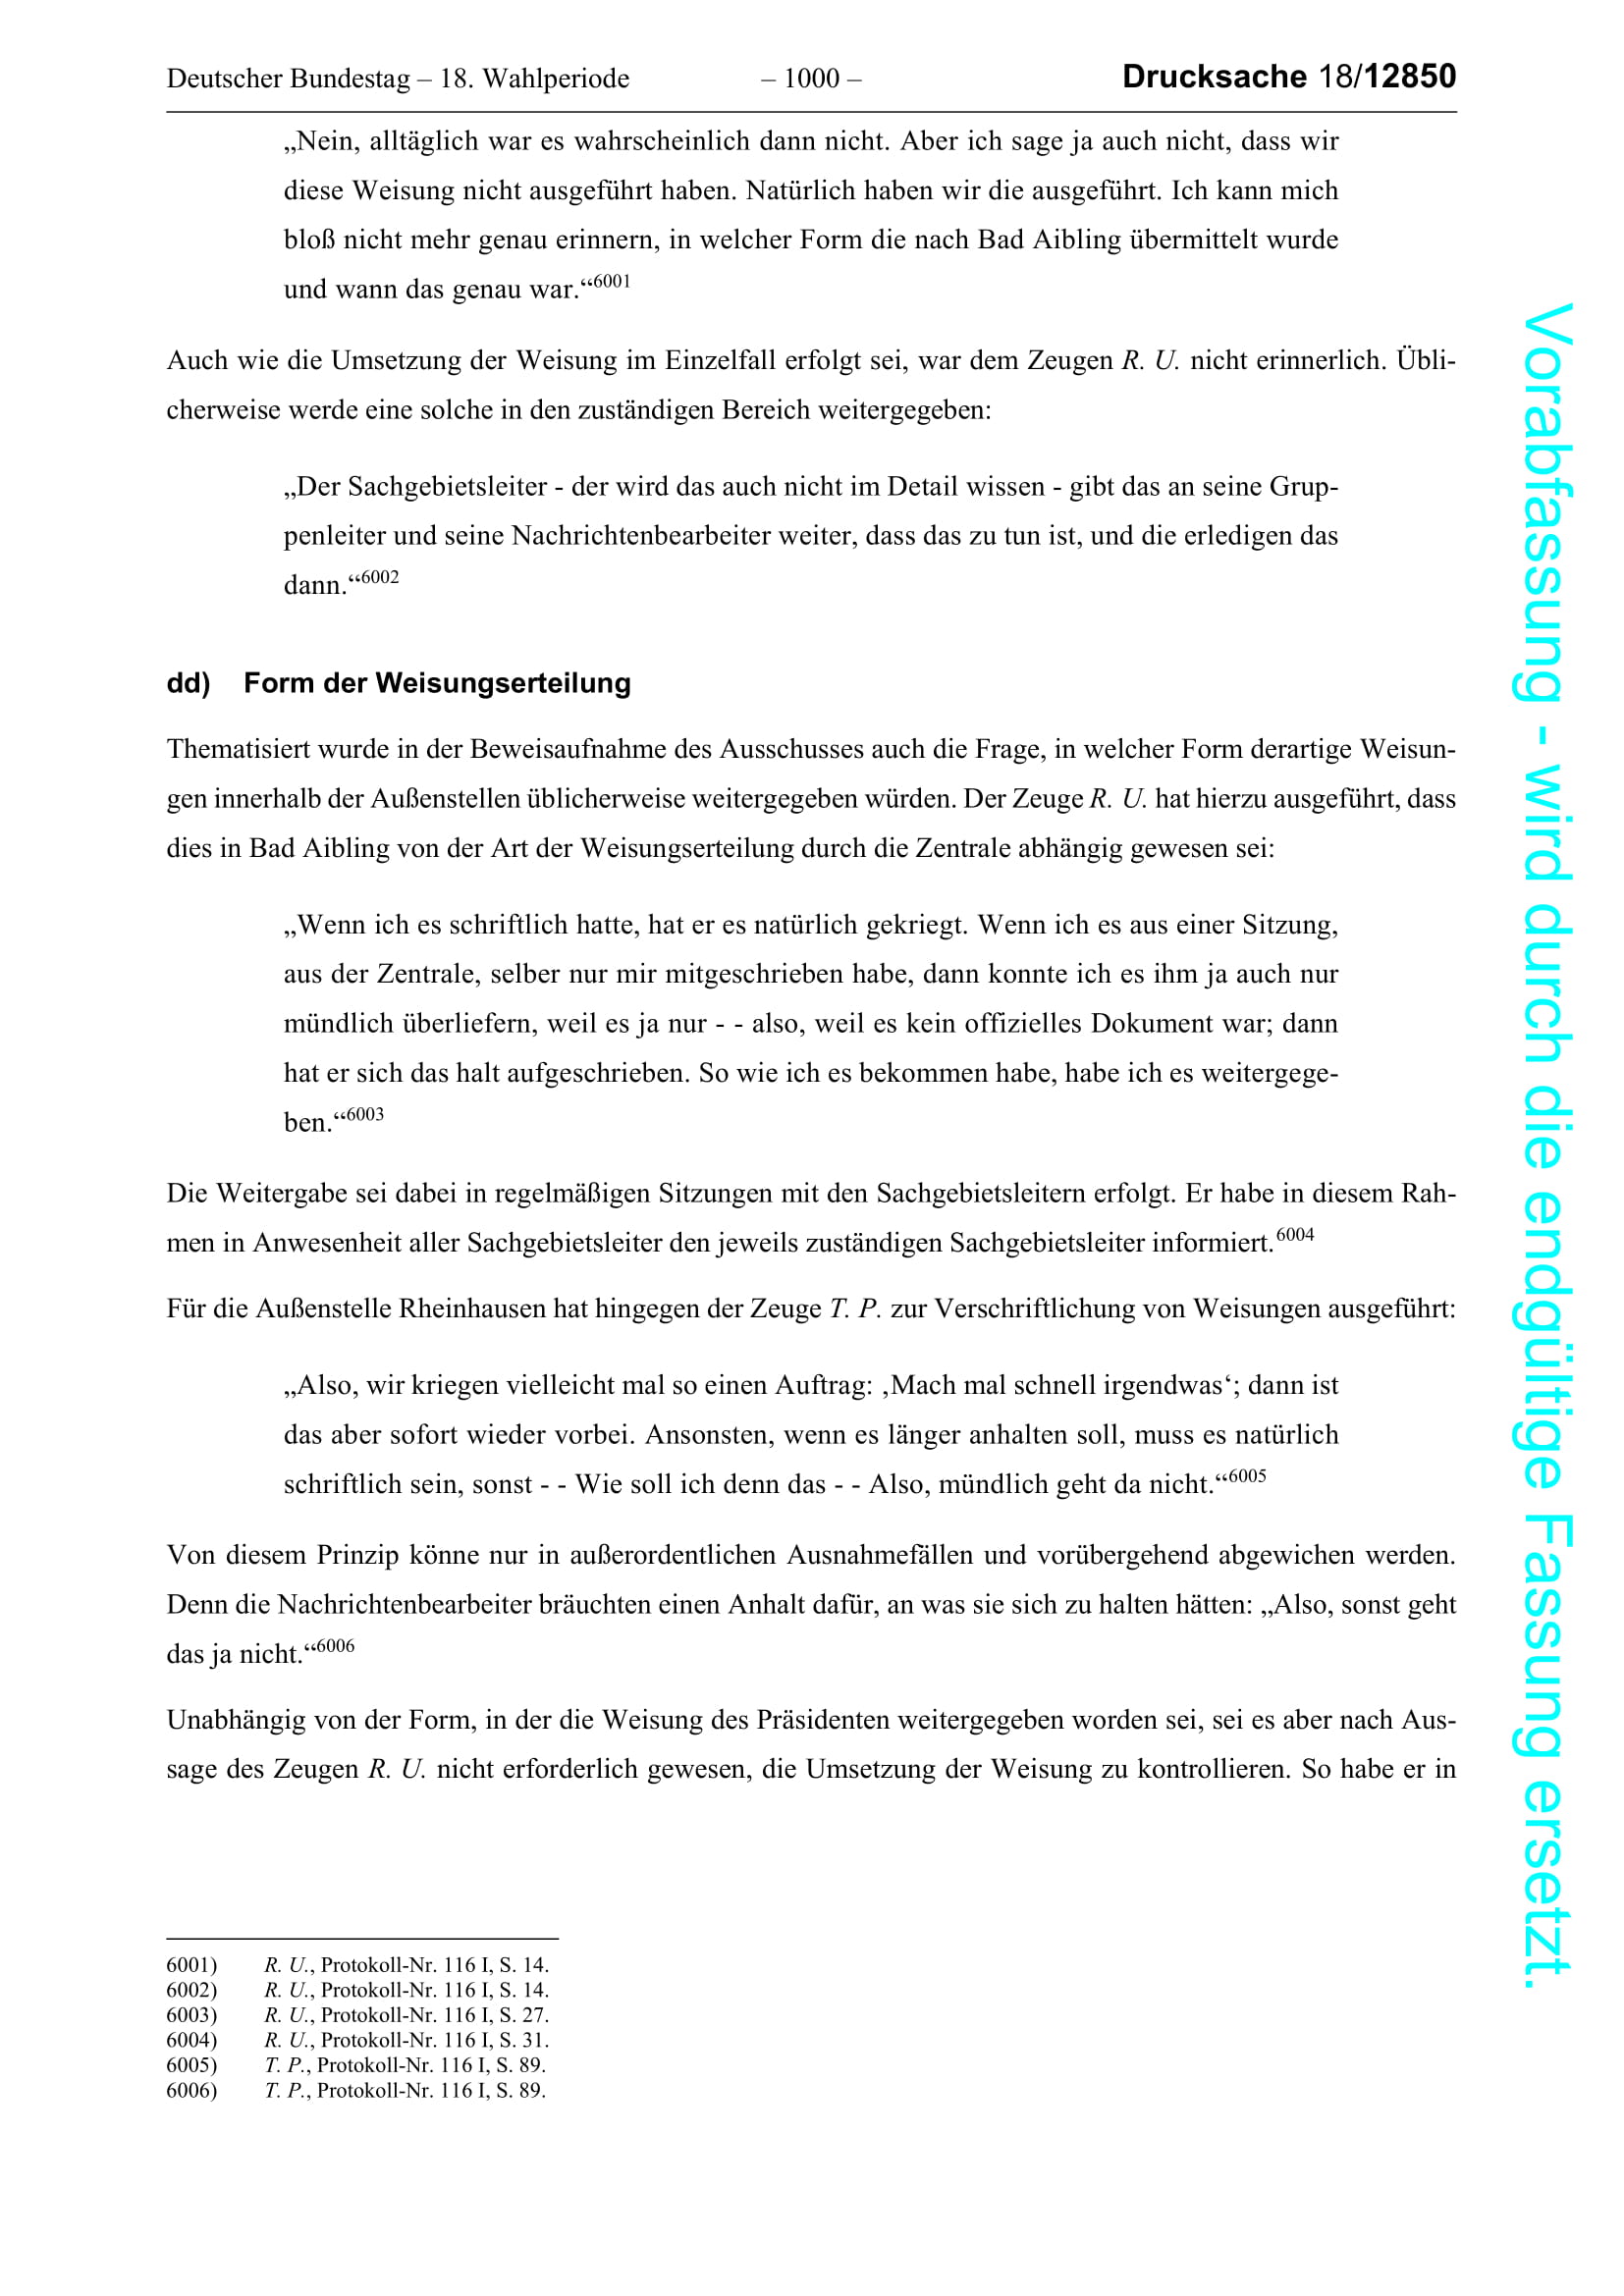 Deutscher Bundestag – 18. Wahlperiode – 1000 – Drucksache 18/12850
„Nein, alltäglich war es wahrscheinlich dann nicht. Aber ich sage ja auch nicht, dass wir
diese Weisung nicht ausgeführt haben. Natürlich haben wir die ausgeführt. Ich kann mich
bloß nicht mehr genau erinnern, in welcher Form die nach Bad Aibling übermittelt wurde
und wann das genau war.“6001
Auch wie die Umsetzung der Weisung im Einzelfall erfolgt sei, war dem Zeugen R. U. nicht erinnerlich. Übli-
cherweise werde eine solche in den zuständigen Bereich weitergegeben:
„Der Sachgebietsleiter - der wird das auch nicht im Detail wissen - gibt das an seine Grup-
penleiter und seine Nachrichtenbearbeiter weiter, dass das zu tun ist, und die erledigen das
dann.“6002
dd) Form der Weisungserteilung
Thematisiert wurde in der Beweisaufnahme des Ausschusses auch die Frage, in welcher Form derartige Weisun-
gen innerhalb der Außenstellen üblicherweise weitergegeben würden. Der Zeuge R. U. hat hierzu ausgeführt, dass
dies in Bad Aibling von der Art der Weisungserteilung durch die Zentrale abhängig gewesen sei:
„Wenn ich es schriftlich hatte, hat er es natürlich gekriegt. Wenn ich es aus einer Sitzung,
aus der Zentrale, selber nur mir mitgeschrieben habe, dann konnte ich es ihm ja auch nur
mündlich überliefern, weil es ja nur - - also, weil es kein offizielles Dokument war; dann
hat er sich das halt aufgeschrieben. So wie ich es bekommen habe, habe ich es weitergege-
ben.“6003
Die Weitergabe sei dabei in regelmäßigen Sitzungen mit den Sachgebietsleitern erfolgt. Er habe in diesem Rah-
men in Anwesenheit aller Sachgebietsleiter den jeweils zuständigen Sachgebietsleiter informiert.6004
Für die Außenstelle Rheinhausen hat hingegen der Zeuge T. P. zur Verschriftlichung von Weisungen ausgeführt:
„Also, wir kriegen vielleicht mal so einen Auftrag: ‚Mach mal schnell irgendwas‘; dann ist
das aber sofort wieder vorbei. Ansonsten, wenn es länger anhalten soll, muss es natürlich
schriftlich sein, sonst - - Wie soll ich denn das - - Also, mündlich geht da nicht.“6005
Von diesem Prinzip könne nur in außerordentlichen Ausnahmefällen und vorübergehend abgewichen werden.
Denn die Nachrichtenbearbeiter bräuchten einen Anhalt dafür, an was sie sich zu halten hätten: „Also, sonst geht
das ja nicht.“6006
Unabhängig von der Form, in der die Weisung des Präsidenten weitergegeben worden sei, sei es aber nach Aus-
sage des Zeugen R. U. nicht erforderlich gewesen, die Umsetzung der Weisung zu kontrollieren. So habe er in
6001) R. U., Protokoll-Nr. 116 I, S. 14.
6002) R. U., Protokoll-Nr. 116 I, S. 14.
6003) R. U., Protokoll-Nr. 116 I, S. 27.
6004) R. U., Protokoll-Nr. 116 I, S. 31.
6005) T. P., Protokoll-Nr. 116 I, S. 89.
6006) T. P., Protokoll-Nr. 116 I, S. 89.
Vorabfassung - wird durch die endgültige Fassung ersetzt.